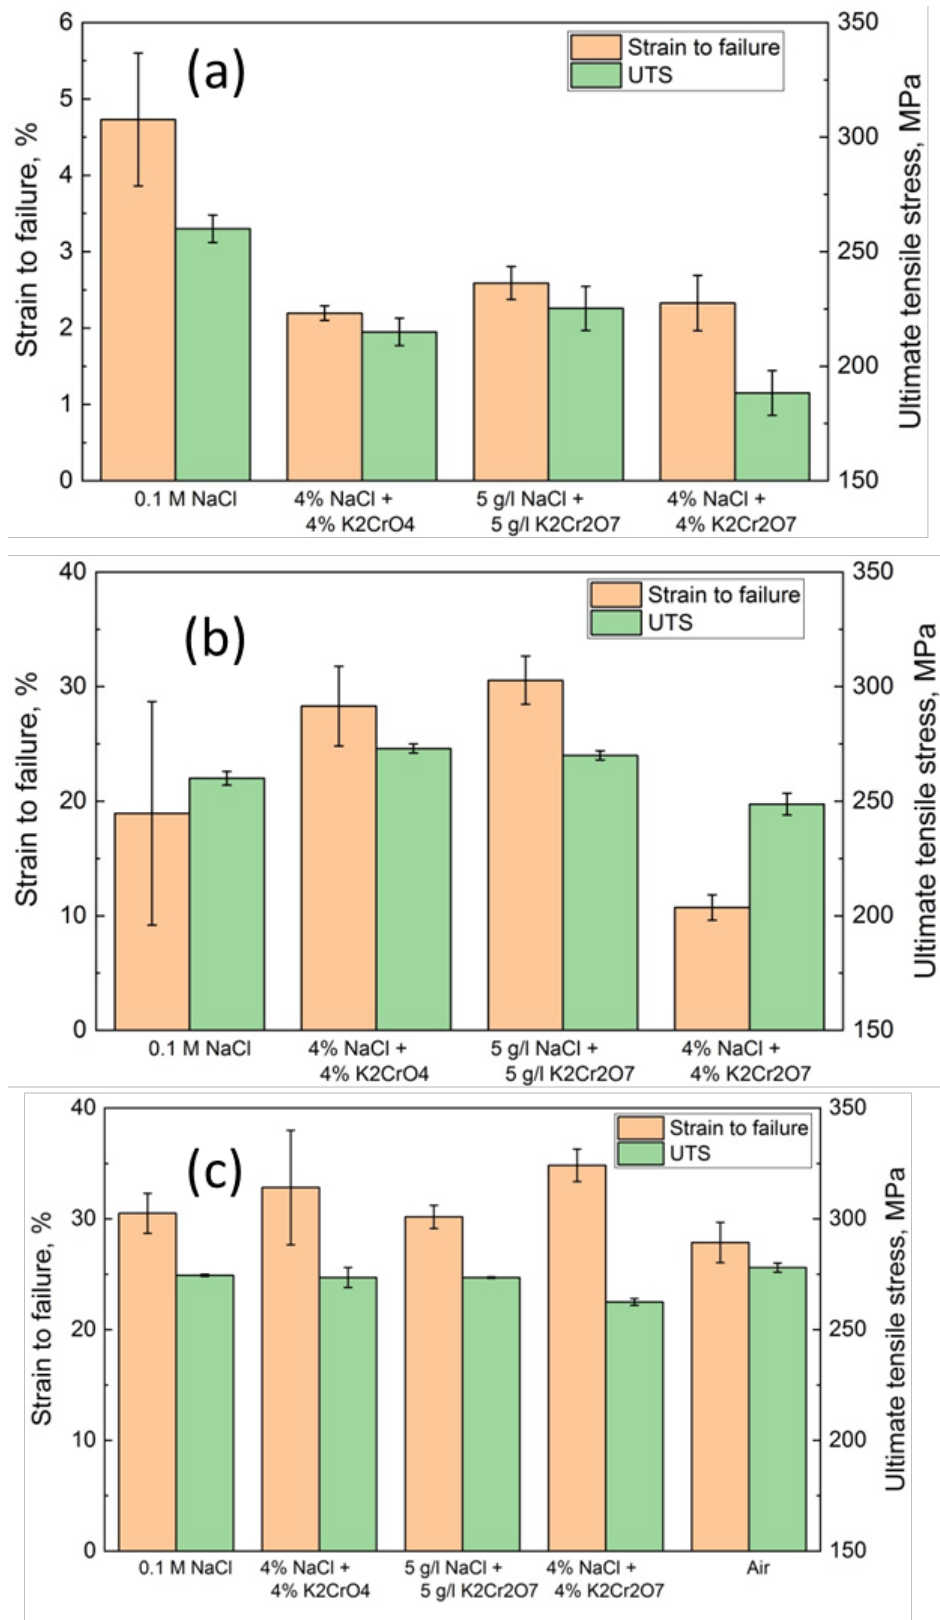 (a)
Strain to failure
UTS
Strain to failure, %
Ultimate tensile stress, MPa
6
5
4
3
2
1
0
350
300
250
200
150
0.1 M NaCl
4% NaCl +
4% K2CrO4
5 g/l NaCl +
5 g/l K2Cr2O7
4% NaCl +
4% K2Cr2O7
(b)
Strain to failure
UTS
Strain to failure, %
Ultimate tensile stress, MPa
40
30
20
10
0
350
300
250
200
150
0.1 M NaCl
4% NaCl +
4% K2CrO4
5 g/l NaCl +
5 g/l K2Cr2O7
4% NaCl +
4% K2Cr2O7
(c)
Strain to failure
UTS
Strain to failure, %
Ultimate tensile stress, MPa
40
30
20
10
0
350
300
250
200
150
0.1 M NaCl
4% NaCl +
4% K2CrO4
5 g/l NaCl +
5 g/l K2Cr2O7
4% NaCl +
4% K2Cr2O7
Air